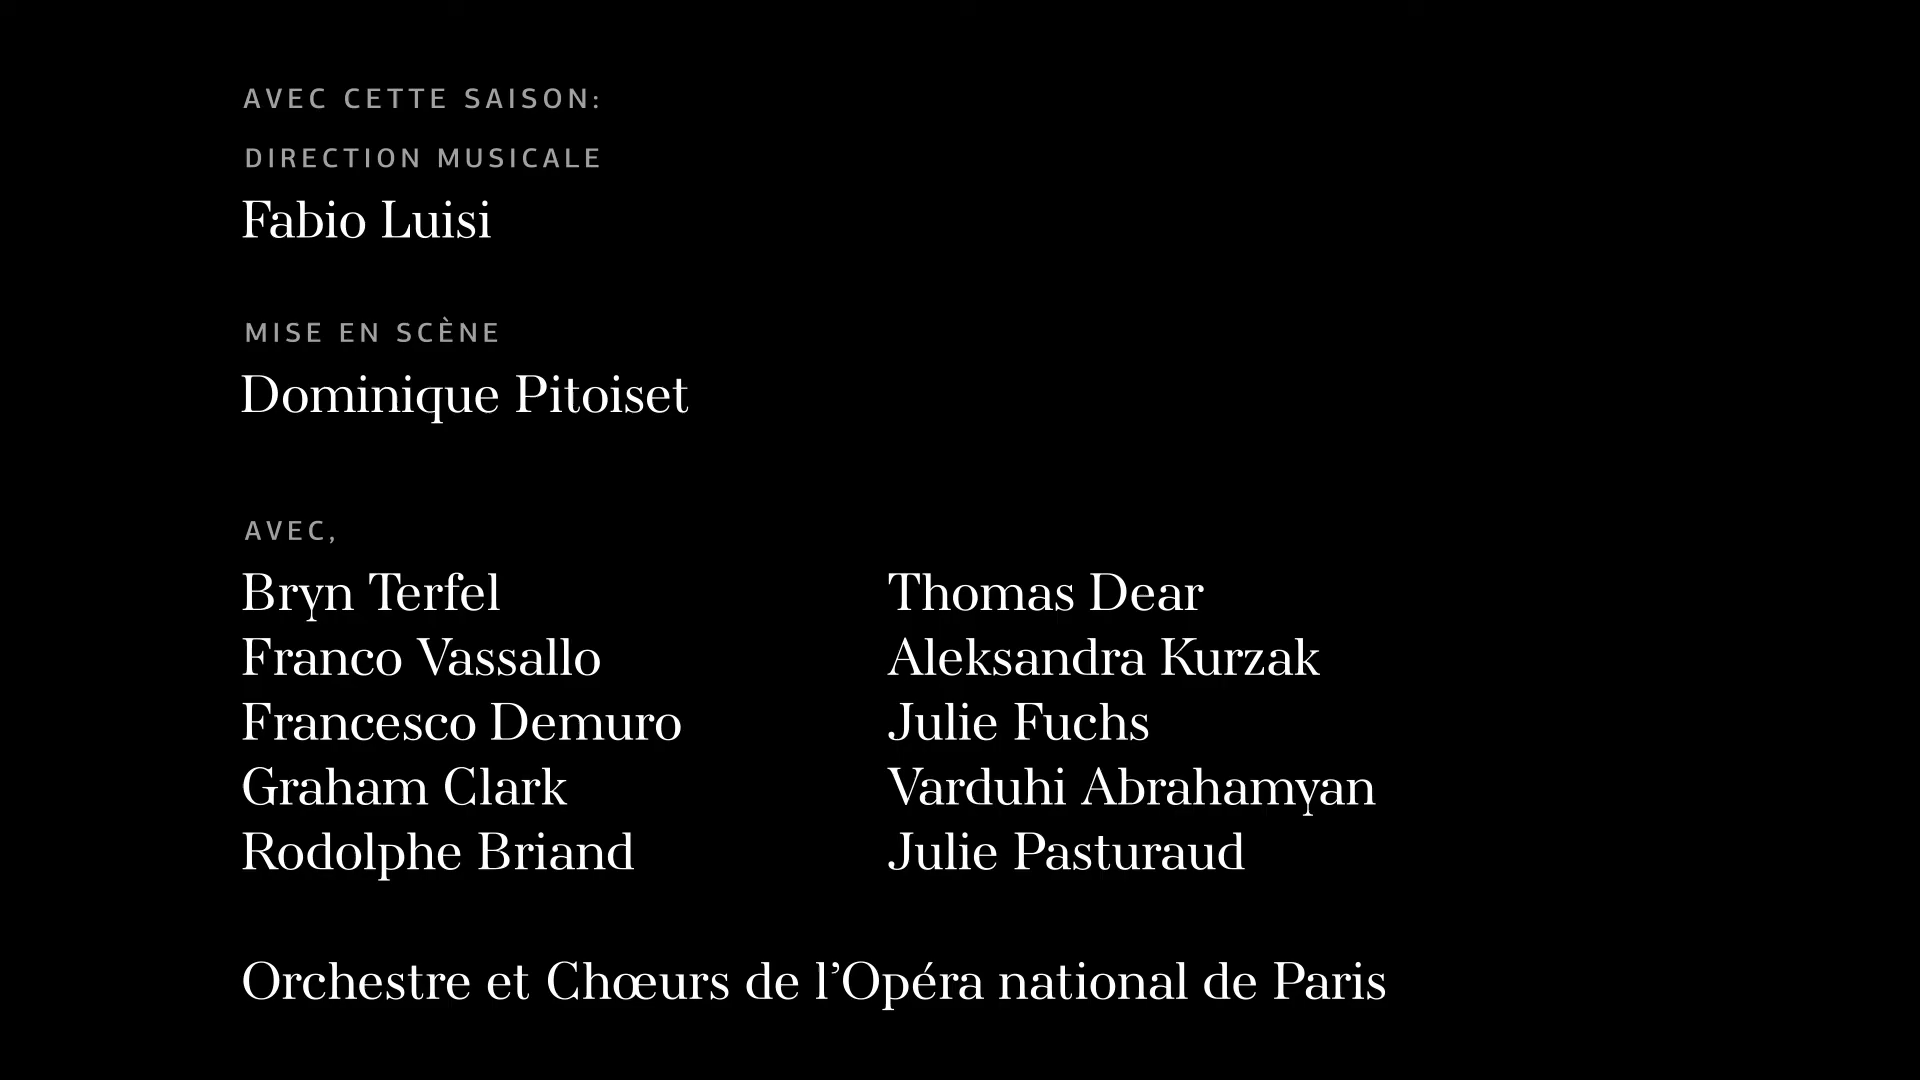 AVEC CETTE SAISON:
DIRECTION MUSICALE
Fabio Luisi
MISE EN SCÈNE
Dominique Pitoiset
AVEC,
Bryn Terfel
Franco Vassallo
Francesco Demuro
Graham Clark
Rodolphe Briand
Thomas Dear
Aleksandra Kurzak
Julie Fuchs
Varduhi Abrahamyan
Julie Pasturaud
Orchestre et Chœurs de l’Opéra national de Paris